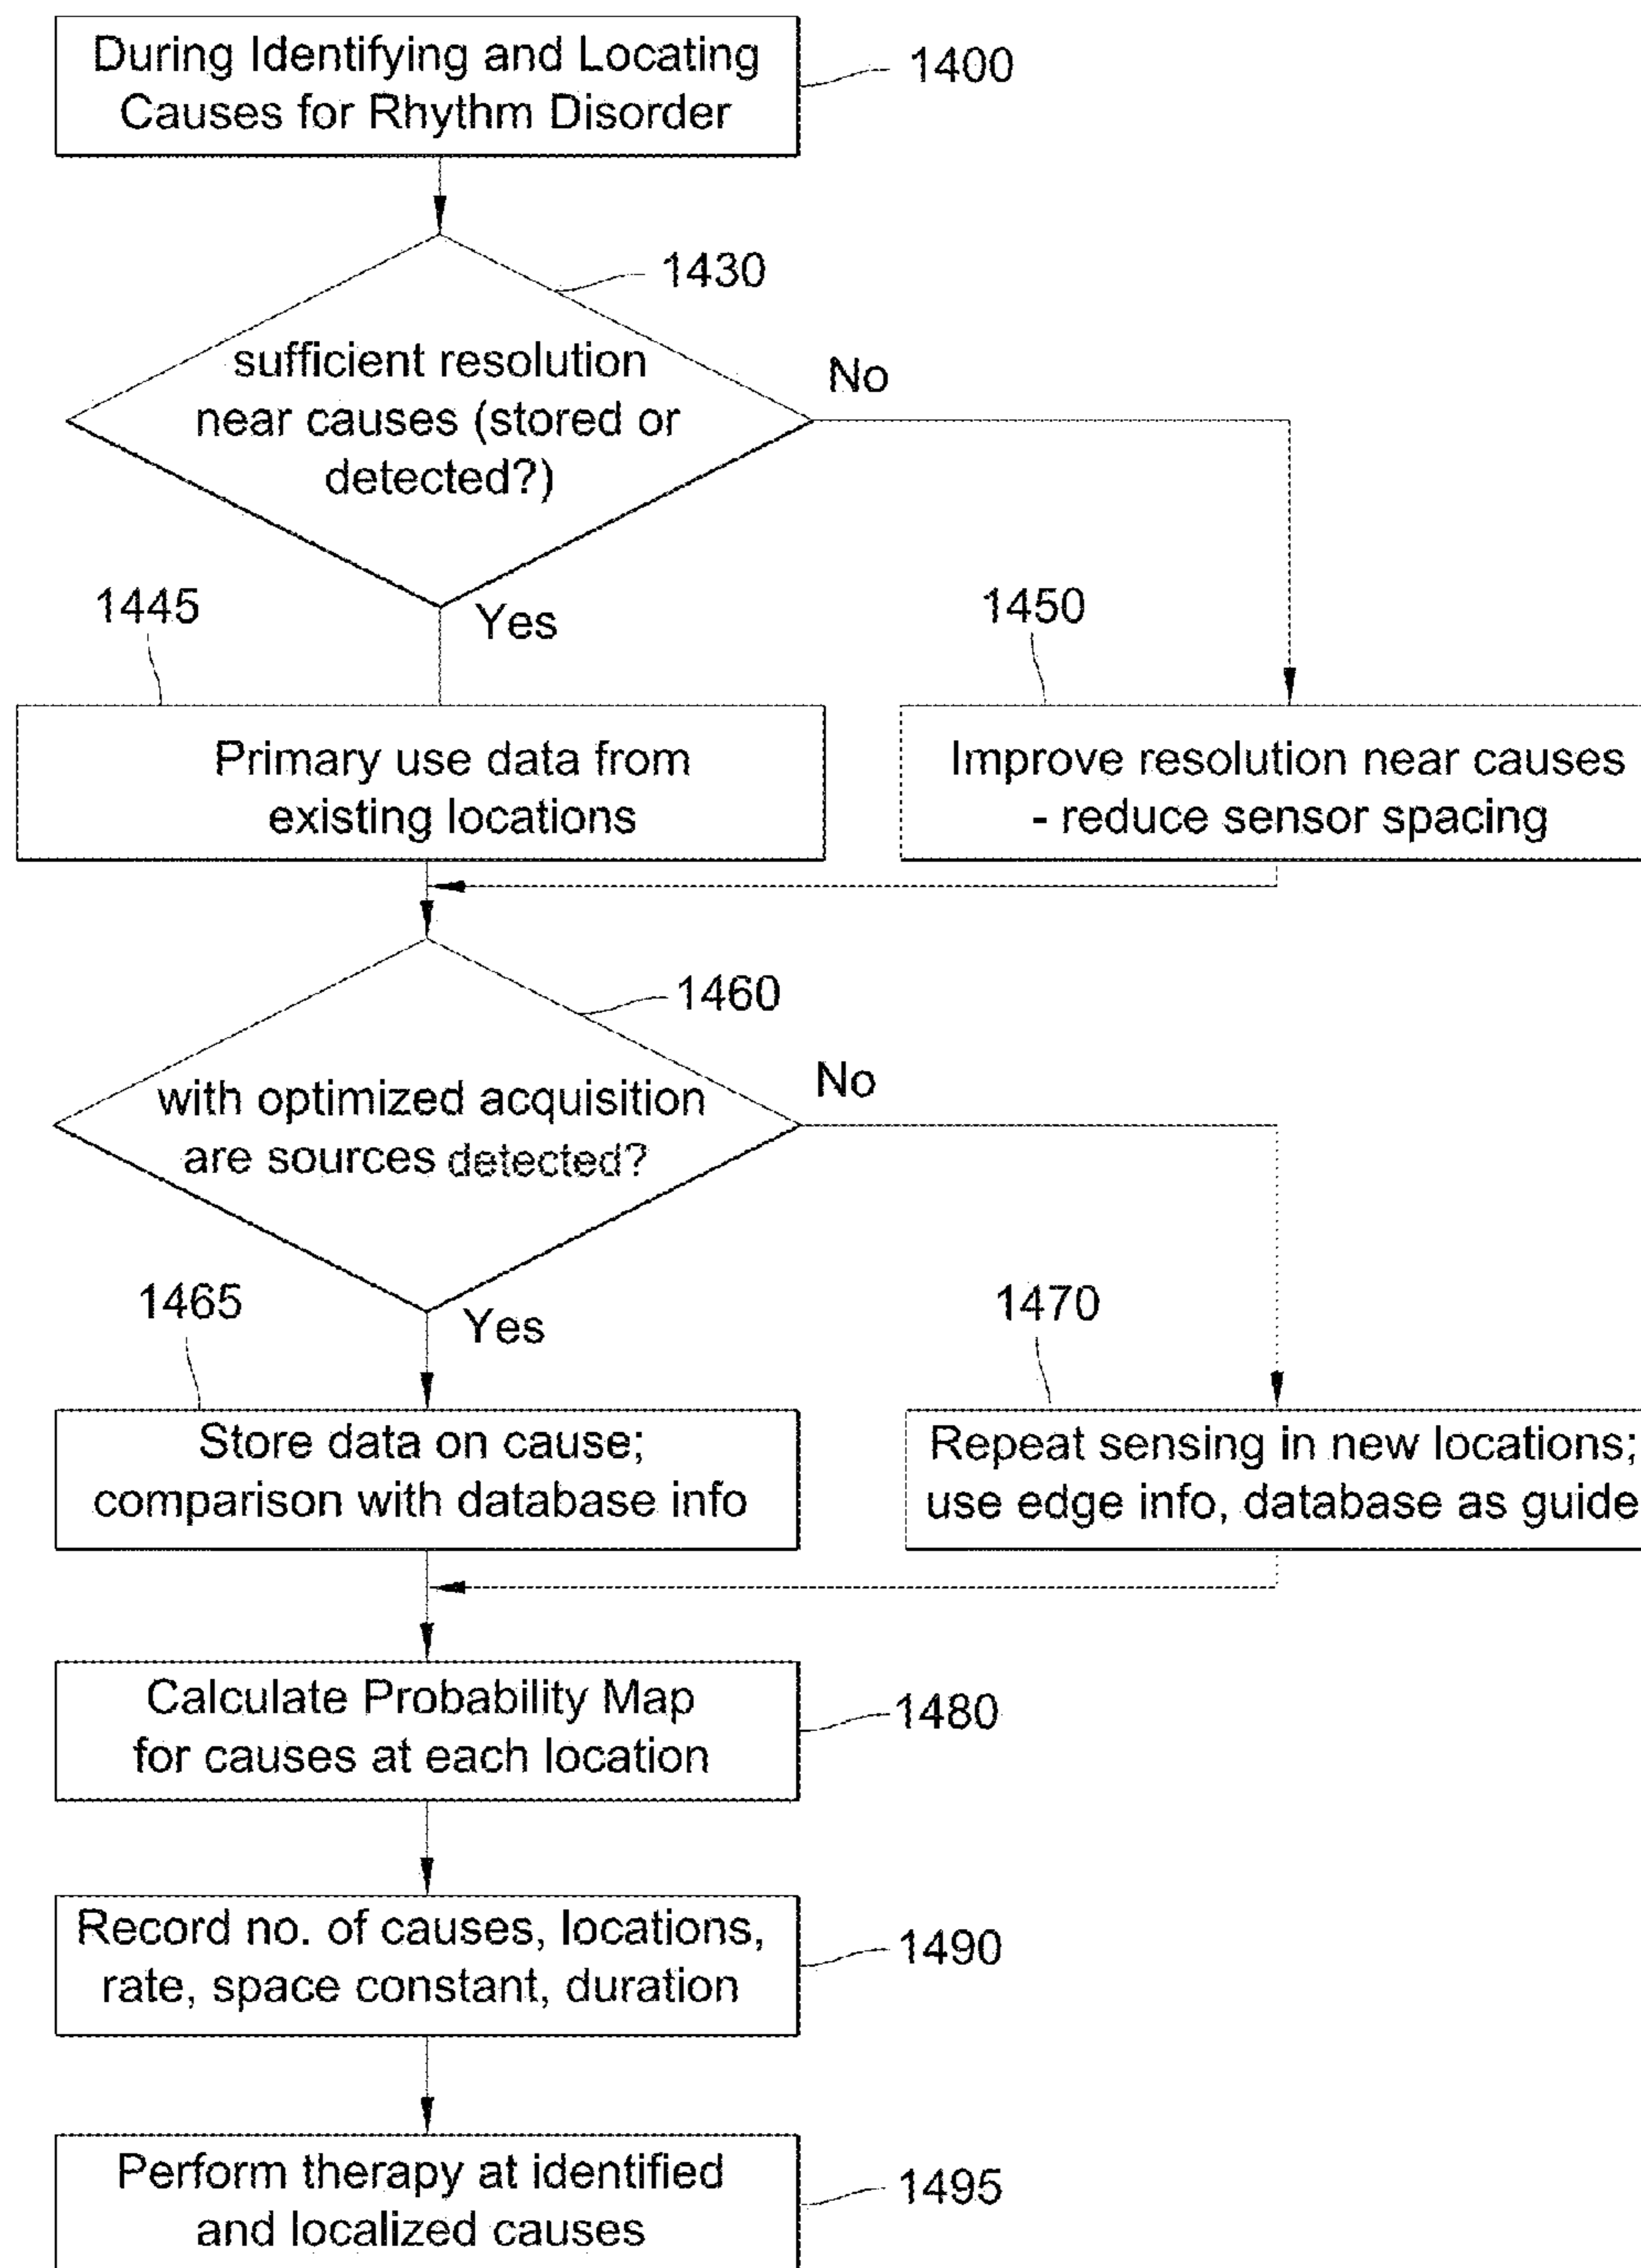 During Identifying and Locating
Causes for Rhythm Disorder
1400
1430
sufficient resolution
near causes (stored or
detected?)
No
Yes
1445
1450
Primary use data from
existing locations
Improve resolution near causes
- reduce sensor spacing
1460
with optimized acquisition
are sources detected?
No
Yes
1465
1470
Store data on cause;
comparison with database info
Repeat sensing in new locations;
use edge info, database as guide
Calculate Probability Map
for causes at each location
1480
Record no. of causes, locations,
rate, space constant, duration
1490
Perform therapy at identified
and localized causes
1495